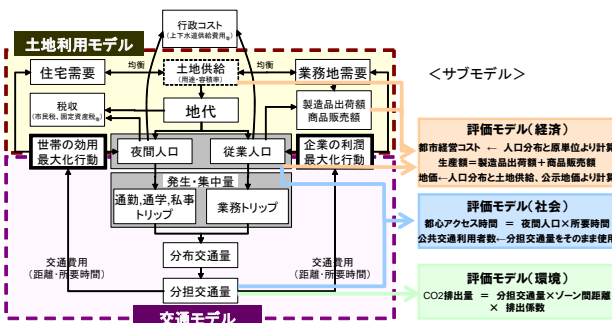 行政コスト
(上下水道供給費用等)
土地利用モデル
住宅需要
均衡
土地供給
(用途・容積率)
均衡
業務地需要
<サブモデル>
税収
(市民税、固定資産税等)
地代
製造品出荷額
商品販売額
世帯の効用
最大化行動
夜間人口
従業人口
企業の利潤
最大化行動
発生・集中量
通勤,通学,私事
トリップ
業務トリップ
交通費用
(距離・所要時間)
分布交通量
交通費用
(距離・所要時間)
分担交通量
交通モデル
評価モデル(経済)
都市経営コスト ← 人口分布と原単位より計算
生産額=製造品出荷額+商品販売額
地価←人口分布と土地供給、公示地価より計算
評価モデル(社会)
都心アクセス時間 = 夜間人口×所要時間
公共交通利用者数←分担交通量をそのまま使用
評価モデル(環境)
CO2排出量 = 分担交通量×ゾーン間距離
× 排出係数